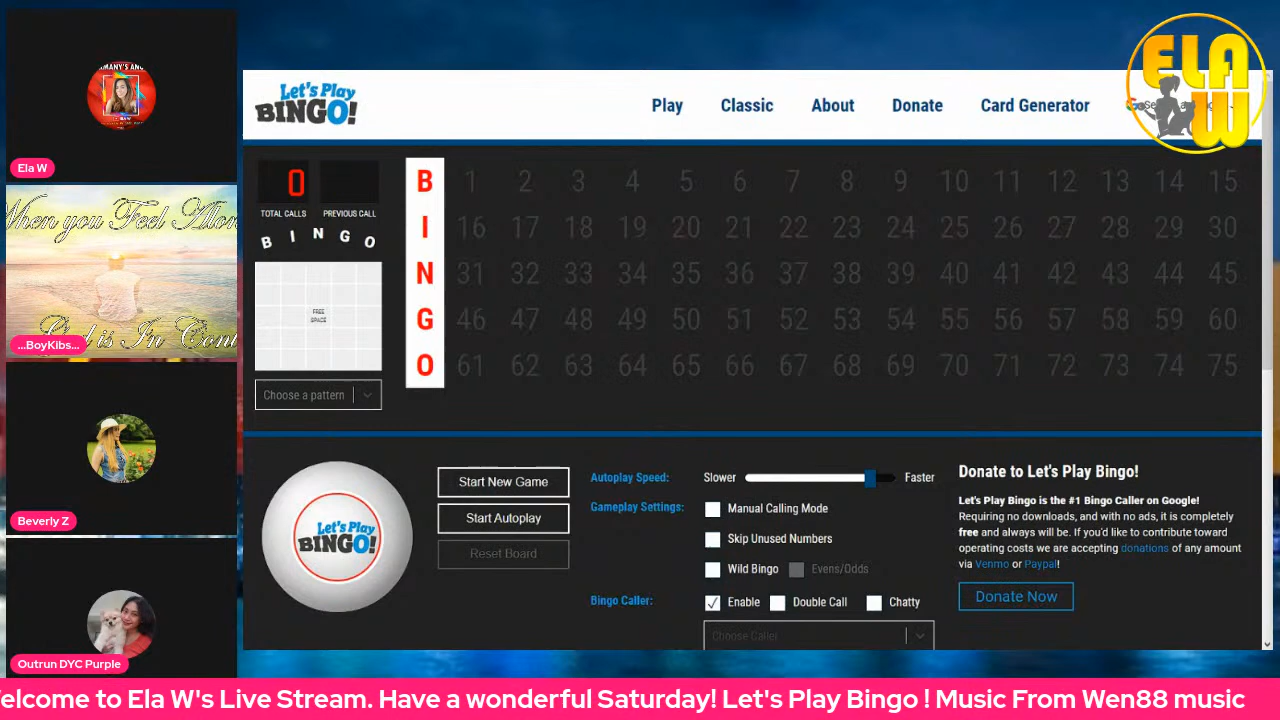 MANY'S AN
Ela W
When you Feel Alon
God is In Cont
...BoyKibs...
Beverly Z
Outrun DYC Purple
Let's Play
BINGO!
Play
Classic
About
Donate
Card Generator
ELA
W
0
TOTAL CALLS
PREVIOUS CALL
B I N G O
FREE
SPACE
Choose a pattern
B 1 2 3 4 5 6 7 8 9 10 11 12 13 14 15
I 16 17 18 19 20 21 22 23 24 25 26 27 28 29 30
N 31 32 33 34 35 36 37 38 39 40 41 42 43 44 45
G 46 47 48 49 50 51 52 53 54 55 56 57 58 59 60
O 61 62 63 64 65 66 67 68 69 70 71 72 73 74 75
Let's Play
BINGO!
Start New Game
Start Autoplay
Reset Board
Autoplay Speed:
Slower
Faster
Gameplay Settings:
Manual Calling Mode
Skip Unused Numbers
Wild Bingo
Evens/Odds
Bingo Caller:
Enable
Double Call
Chatty
Choose Caller
Donate to Let's Play Bingo!
Let's Play Bingo is the #1 Bingo Caller on Google!
Requiring no downloads, and with no ads, it is completely
free and always will be. If you'd like to contribute toward
operating costs we are accepting donations of any amount
via Venmo or Paypal!
Donate Now
elcome to Ela W's Live Stream. Have a wonderful Saturday! Let's Play Bingo ! Music From Wen88 music